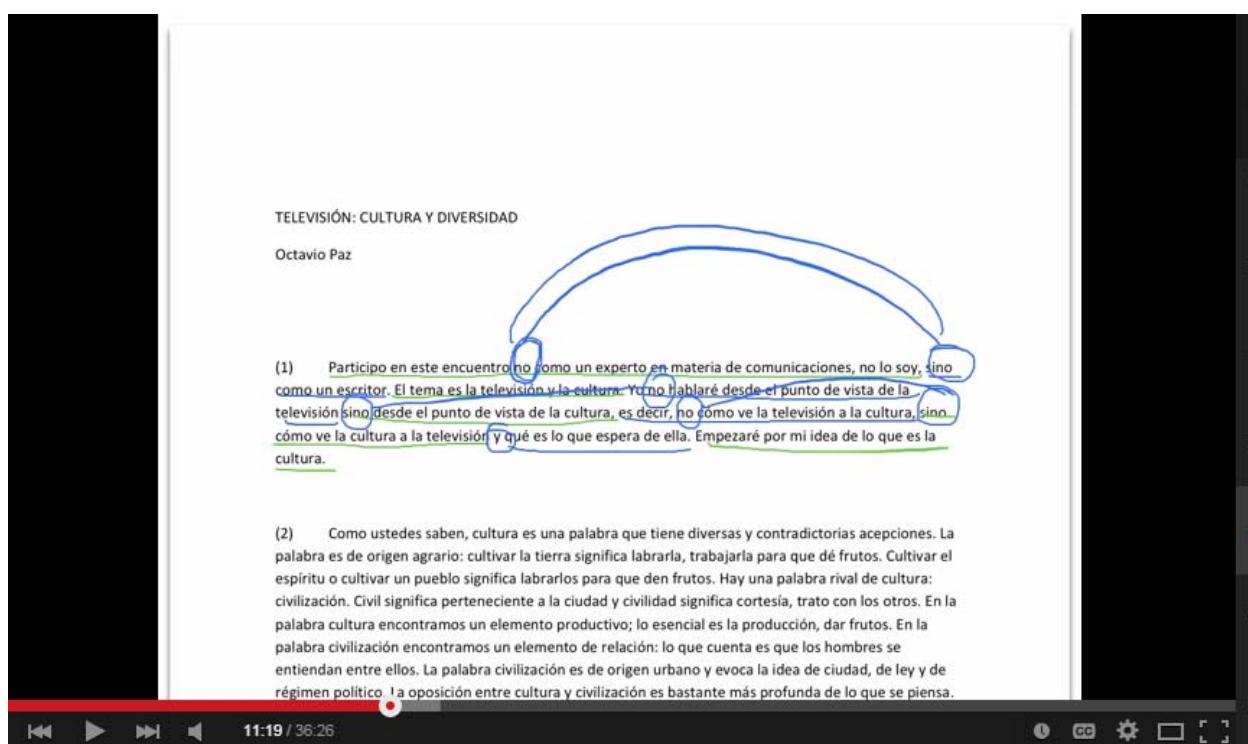 TELEVISIÓN: CULTURA Y DIVERSIDAD
Octavio Paz
(1) Participo en este encuentro no como un experto en materia de comunicaciones, no lo soy, sino
como un escritor. El tema es la televisión y la cultura. Yo no hablaré desde el punto de vista de la
televisión sino desde el punto de vista de la cultura, es decir, no cómo ve la televisión a la cultura, sino
cómo ve la cultura a la televisión y qué es lo que espera de ella. Empezaré por mi idea de lo que es la
cultura.
(2) Como ustedes saben, cultura es una palabra que tiene diversas y contradictorias acepciones. La
palabra es de origen agrario: cultivar la tierra significa labrarla, trabajarla para que dé frutos. Cultivar el
espíritu o cultivar un pueblo significa labrarlos para que den frutos. Hay una palabra rival de cultura:
civilización. Civil significa perteneciente a la ciudad y civilidad significa cortesía, trato con los otros. En la
palabra cultura encontramos un elemento productivo; lo esencial es la producción, dar frutos. En la
palabra civilización encontramos un elemento de relación: lo que cuenta es que los hombres se
entiendan entre ellos. La palabra civilización es de origen urbano y evoca la idea de ciudad, de ley y de
régimen político. La oposición entre cultura y civilización es bastante más profunda de lo que se piensa.
11:19 / 36:26
CC